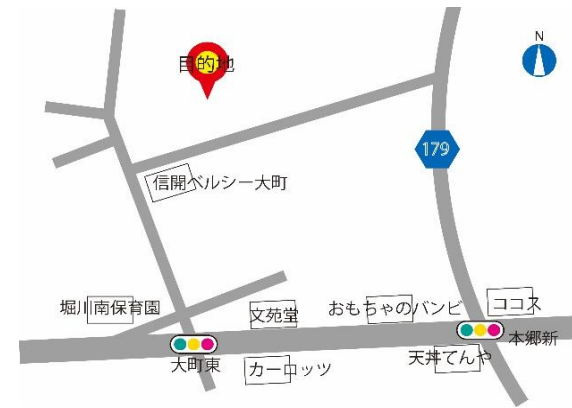 N
目的地
179
信開ベルシー大町
堀川南保育園
文苑堂
おもちゃのバンビ
ココス
本郷新
大町東
カーロッツ
天丼てんや